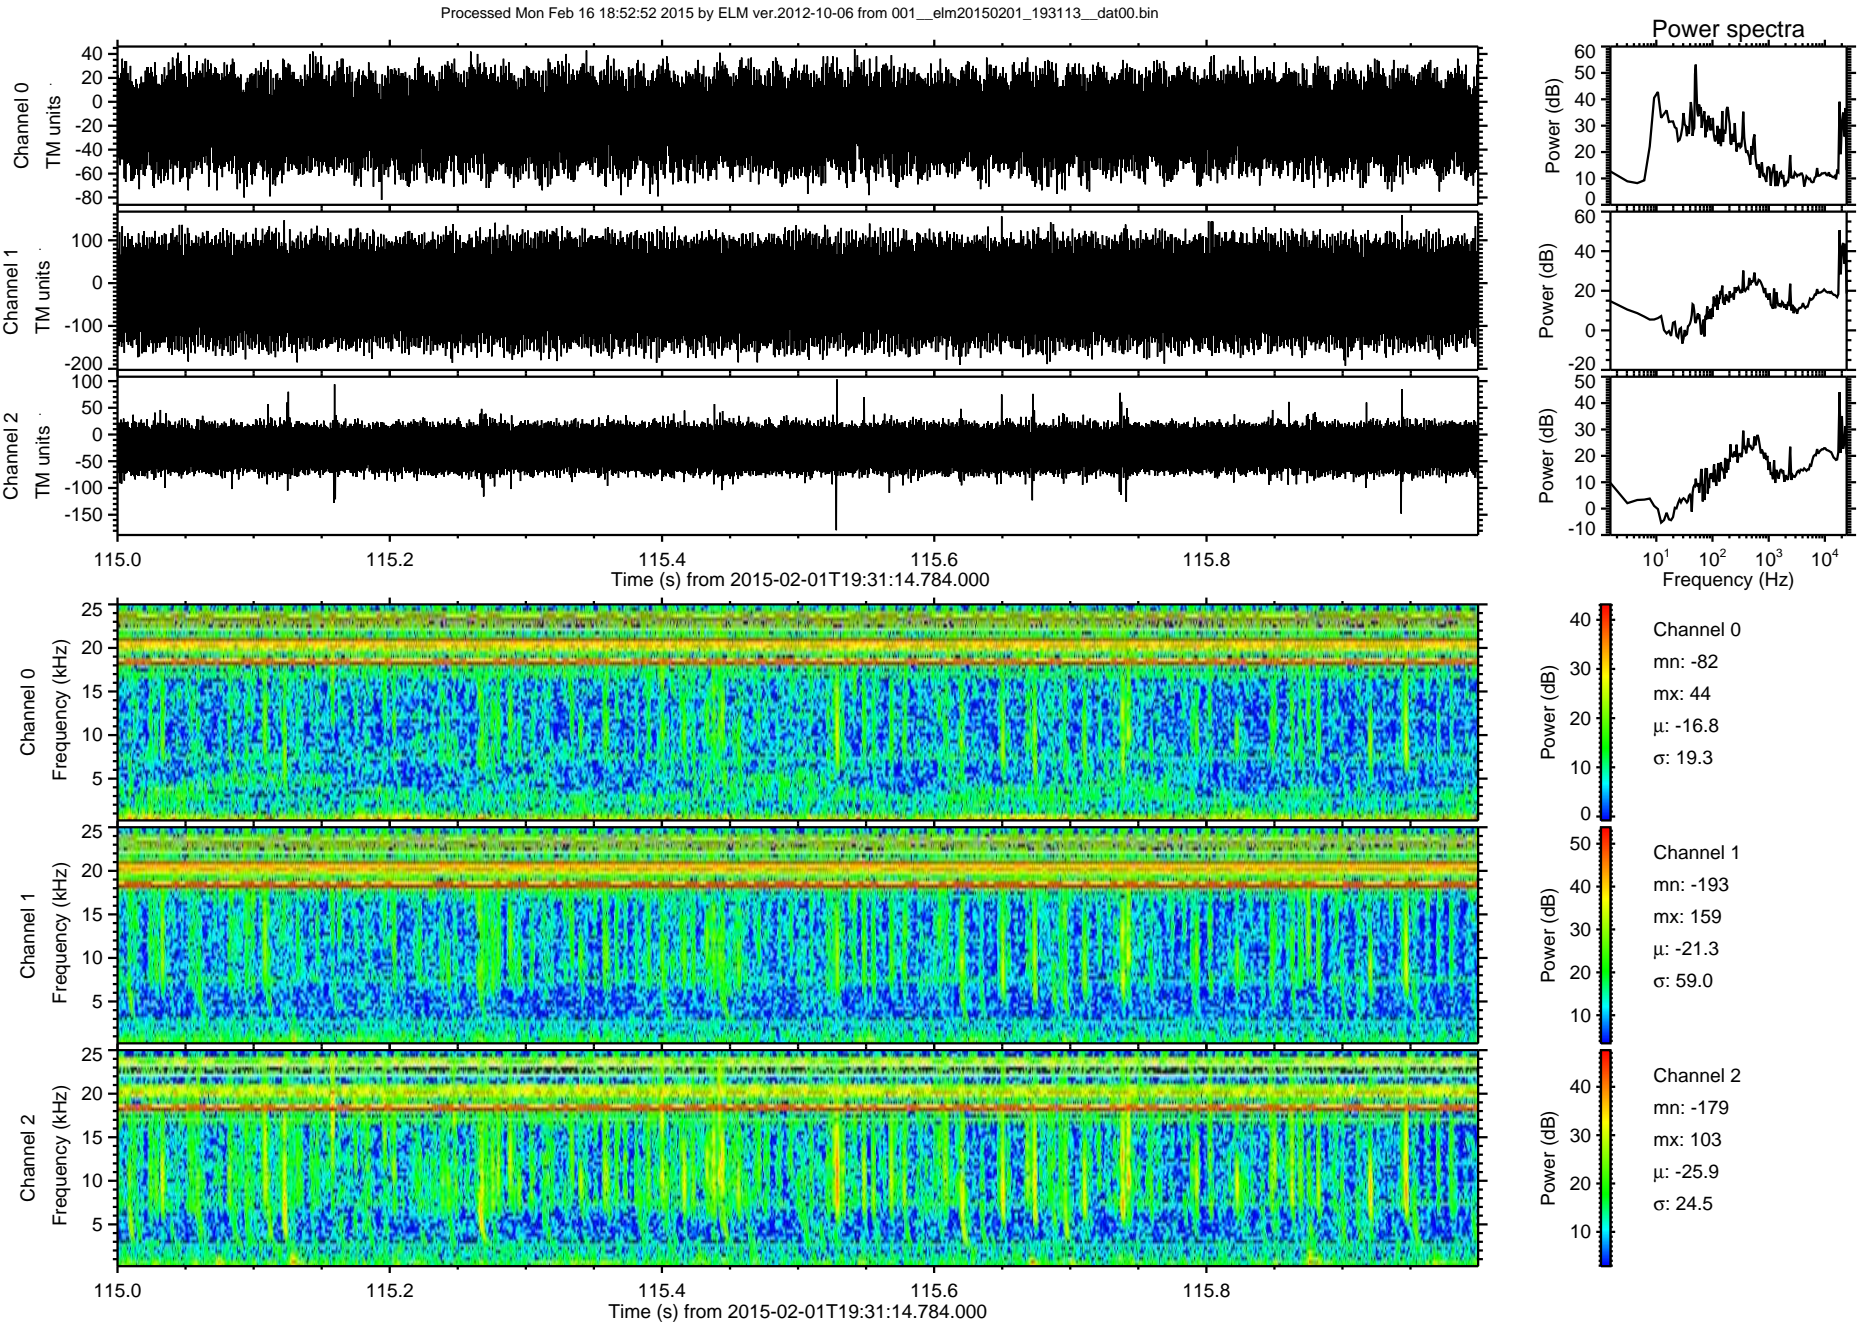 Processed Mon Feb 16 18:52:52 2015 by ELM ver.2012-10-06 from 001__elm20150201_193113__dat00.bin
Power spectra
Channel 0
TM units
40
20
0
-20
-40
-60
-80
Power (dB)
60
50
40
30
20
10
0
Channel 1
TM units
100
0
-100
-200
Power (dB)
60
40
20
0
-20
Channel 2
TM units
100
50
0
-50
-100
-150
Power (dB)
50
40
30
20
10
0
-10
115.0 115.2 115.4 115.6 115.8
Time (s) from 2015-02-01T19:31:14.784.000
10^1 10^2 10^3 10^4
Frequency (Hz)
Channel 0
Frequency (kHz)
25
20
15
10
5
Power (dB)
40
30
20
10
0
Channel 0
mn: -82
mx: 44
μ: -16.8
σ: 19.3
Channel 1
Frequency (kHz)
25
20
15
10
5
Power (dB)
50
40
30
20
10
Channel 1
mn: -193
mx: 159
μ: -21.3
σ: 59.0
Channel 2
Frequency (kHz)
25
20
15
10
5
Power (dB)
40
30
20
10
Channel 2
mn: -179
mx: 103
μ: -25.9
σ: 24.5
115.0 115.2 115.4 115.6 115.8
Time (s) from 2015-02-01T19:31:14.784.000